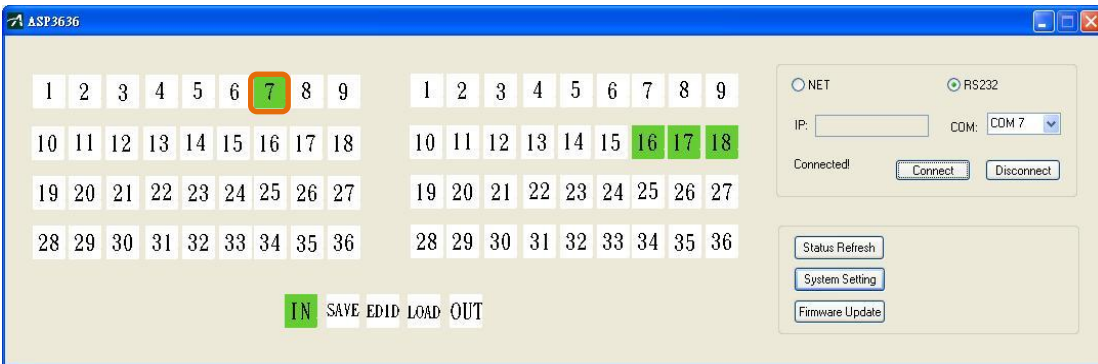 ASP3636
1 2 3 4 5 6 7 8 9
10 11 12 13 14 15 16 17 18
19 20 21 22 23 24 25 26 27
28 29 30 31 32 33 34 35 36
1 2 3 4 5 6 7 8 9
10 11 12 13 14 15 16 17 18
19 20 21 22 23 24 25 26 27
28 29 30 31 32 33 34 35 36
IN SAVE EDID LOAD OUT
NET RS232
IP: COM: COM 7
Connected! Connect Disconnect
Status Refresh
System Setting
Firmware Update